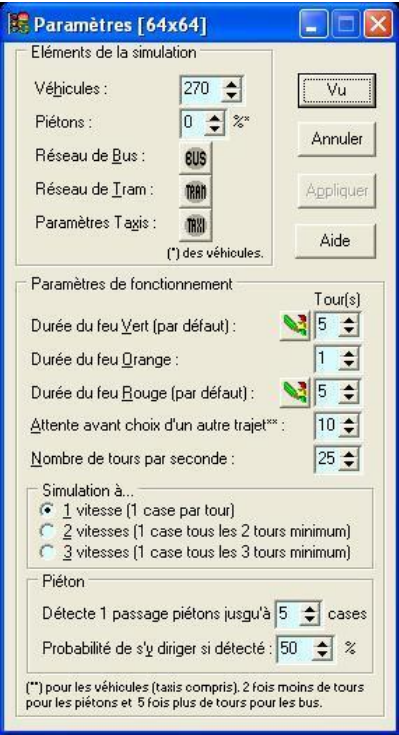 Paramètres [64x64]
Eléments de la simulation
Véhicules : 270
Vu
Piétons : 0 %*
Annuler
Réseau de Bus : BUS
Réseau de Tram : TRAM
Appliquer
Paramètres Taxis : TAXI
Aide
(*) des véhicules.
Paramètres de fonctionnement
Tour(s)
Durée du feu Vert (par défaut) : 5
Durée du feu Orange : 1
Durée du feu Rouge (par défaut) : 5
Attente avant choix d'un autre trajet** : 10
Nombre de tours par seconde : 25
Simulation à...
1 vitesse (1 case par tour)
2 vitesses (1 case tous les 2 tours minimum)
3 vitesses (1 case tous les 3 tours minimum)
Piéton
Détecte 1 passage piétons jusqu'à 5 cases
Probabilité de s'y diriger si détecté : 50 %
(**) pour les véhicules (taxis compris). 2 fois moins de tours
pour les piétons et 5 fois plus de tours pour les bus.